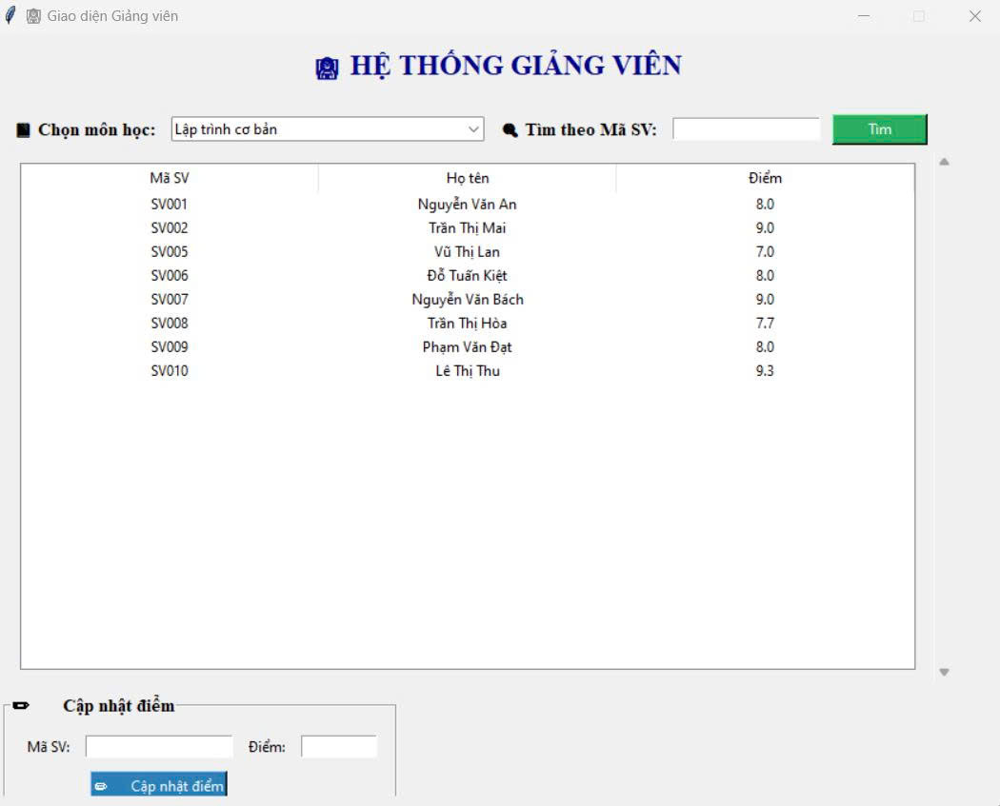 Giao diện Giảng viên
HỆ THỐNG GIẢNG VIÊN
Chọn môn học: Lập trình cơ bản Tìm theo Mã SV: Tìm
Mã SV Họ tên Điểm
SV001 Nguyễn Văn An 8.0
SV002 Trần Thị Mai 9.0
SV005 Vũ Thị Lan 7.0
SV006 Đỗ Tuấn Kiệt 8.0
SV007 Nguyễn Văn Bách 9.0
SV008 Trần Thị Hòa 7.7
SV009 Phạm Văn Đạt 8.0
SV010 Lê Thị Thu 9.3
Cập nhật điểm
Mã SV: Điểm:
Cập nhật điểm